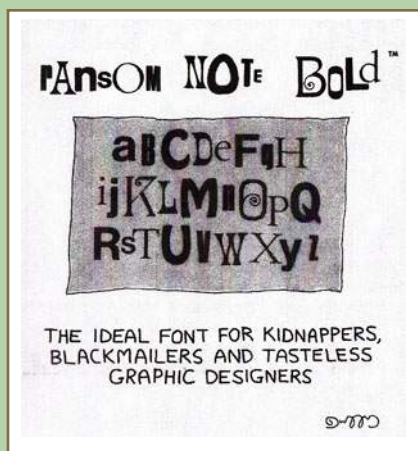 rAnsOM NOTe BOLd™
aBCDeFgH
ijKLMnOpQ
RsTUVWXyz
THE IDEAL FONT FOR KIDNAPPERS,
BLACKMAILERS AND TASTELESS
GRAPHIC DESIGNERS